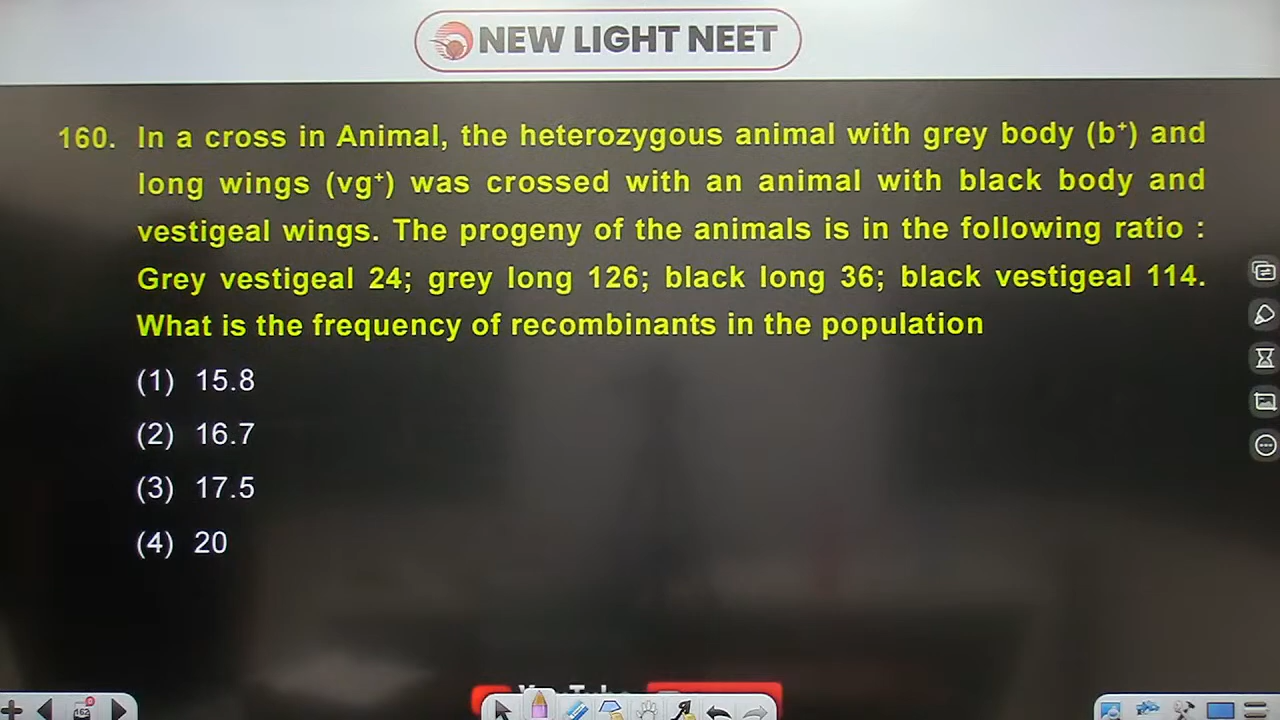 NEW LIGHT NEET
160. In a cross in Animal, the heterozygous animal with grey body (b⁺) and
long wings (vg⁺) was crossed with an animal with black body and
vestigeal wings. The progeny of the animals is in the following ratio :
Grey vestigeal 24; grey long 126; black long 36; black vestigeal 114.
What is the frequency of recombinants in the population
(1) 15.8
(2) 16.7
(3) 17.5
(4) 20